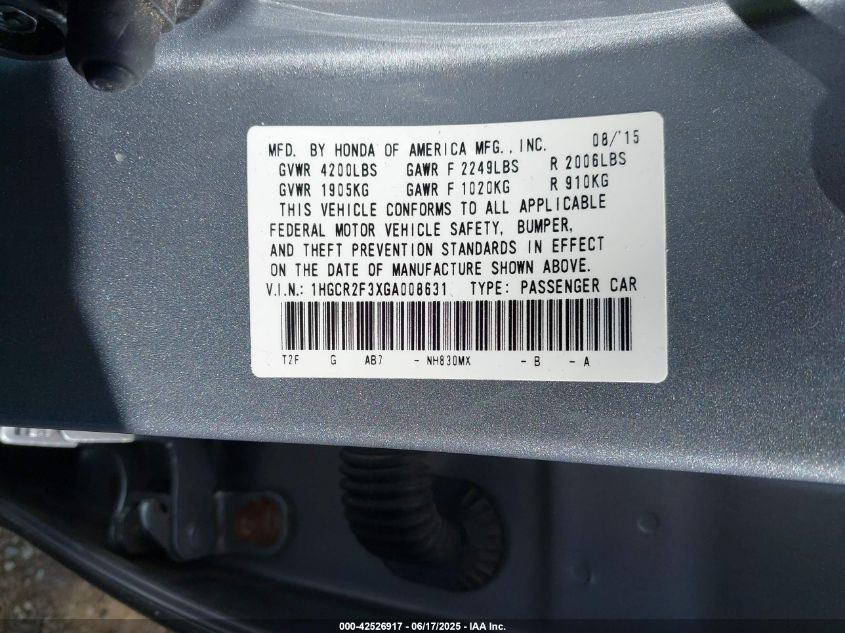 MFD. BY HONDA OF AMERICA MFG., INC. 08/'15
GVWR 4200LBS GAWR F 2249LBS R 2006LBS
GVWR 1905KG GAWR F 1020KG R 910KG
THIS VEHICLE CONFORMS TO ALL APPLICABLE
FEDERAL MOTOR VEHICLE SAFETY, BUMPER,
AND THEFT PREVENTION STANDARDS IN EFFECT
ON THE DATE OF MANUFACTURE SHOWN ABOVE.
V.I.N.: 1HGCR2F3XGA008631 TYPE: PASSENGER CAR
T2F G AB7 - NH830MX - B - A
000-42526917 - 06/17/2025 - IAA Inc.